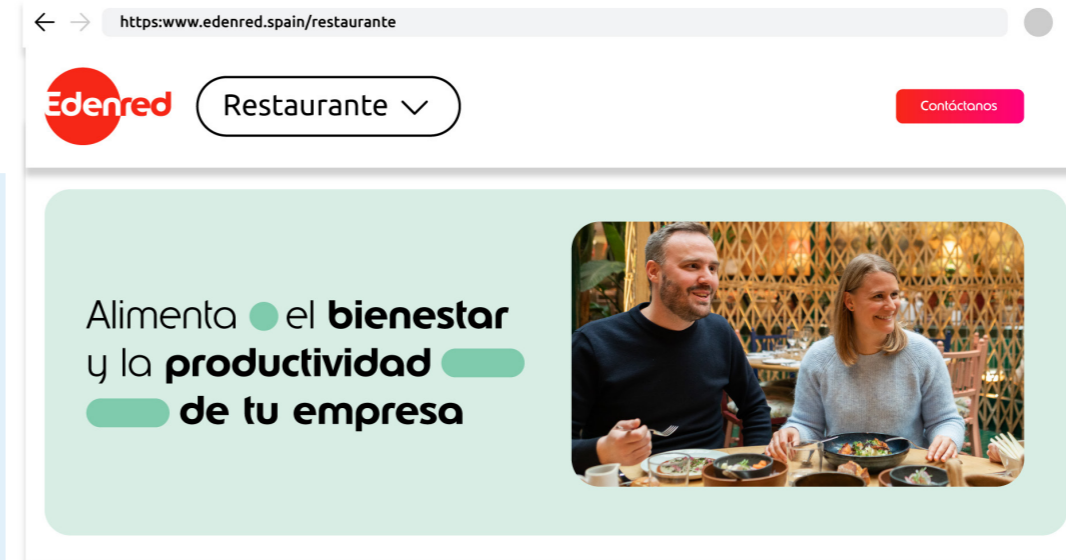 https:www.edenred.spain/restaurante
Edenred
Restaurante
Contáctanos
Alimenta el bienestar
y la productividad
de tu empresa